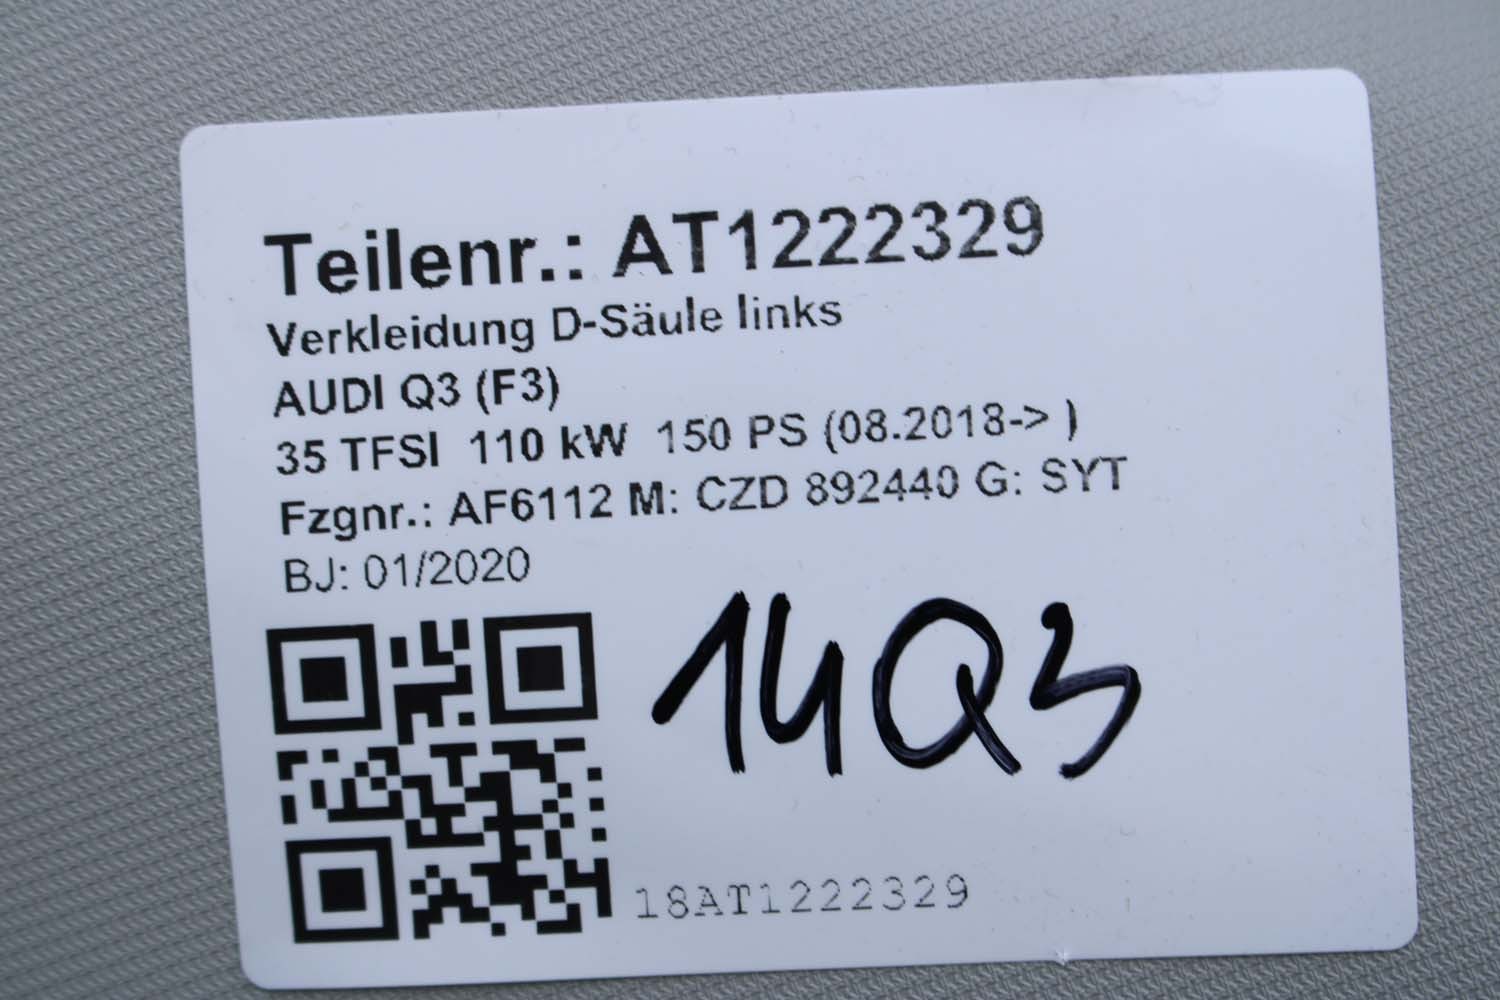 Teilenr.: AT1222329
Verkleidung D-Säule links
AUDI Q3 (F3)
35 TFSI 110 kW 150 PS (08.2018-> )
Fzgnr.: AF6112 M: CZD 892440 G: SYT
BJ: 01/2020
14Q3
18AT1222329